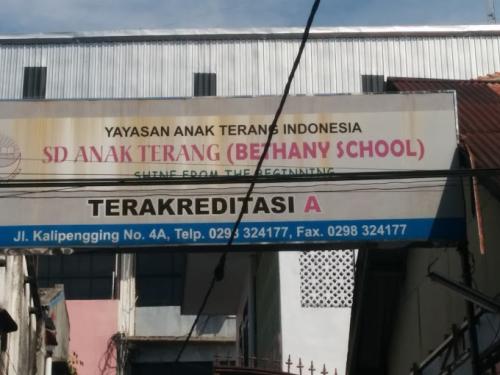 YAYASAN ANAK TERANG INDONESIA
SD ANAK TERANG (BETHANY SCHOOL)
SHINE FROM THE BEGINNING
TERAKREDITASI A
Jl. Kalipengging No. 4A, Telp. 0298 324177, Fax. 0298 324177